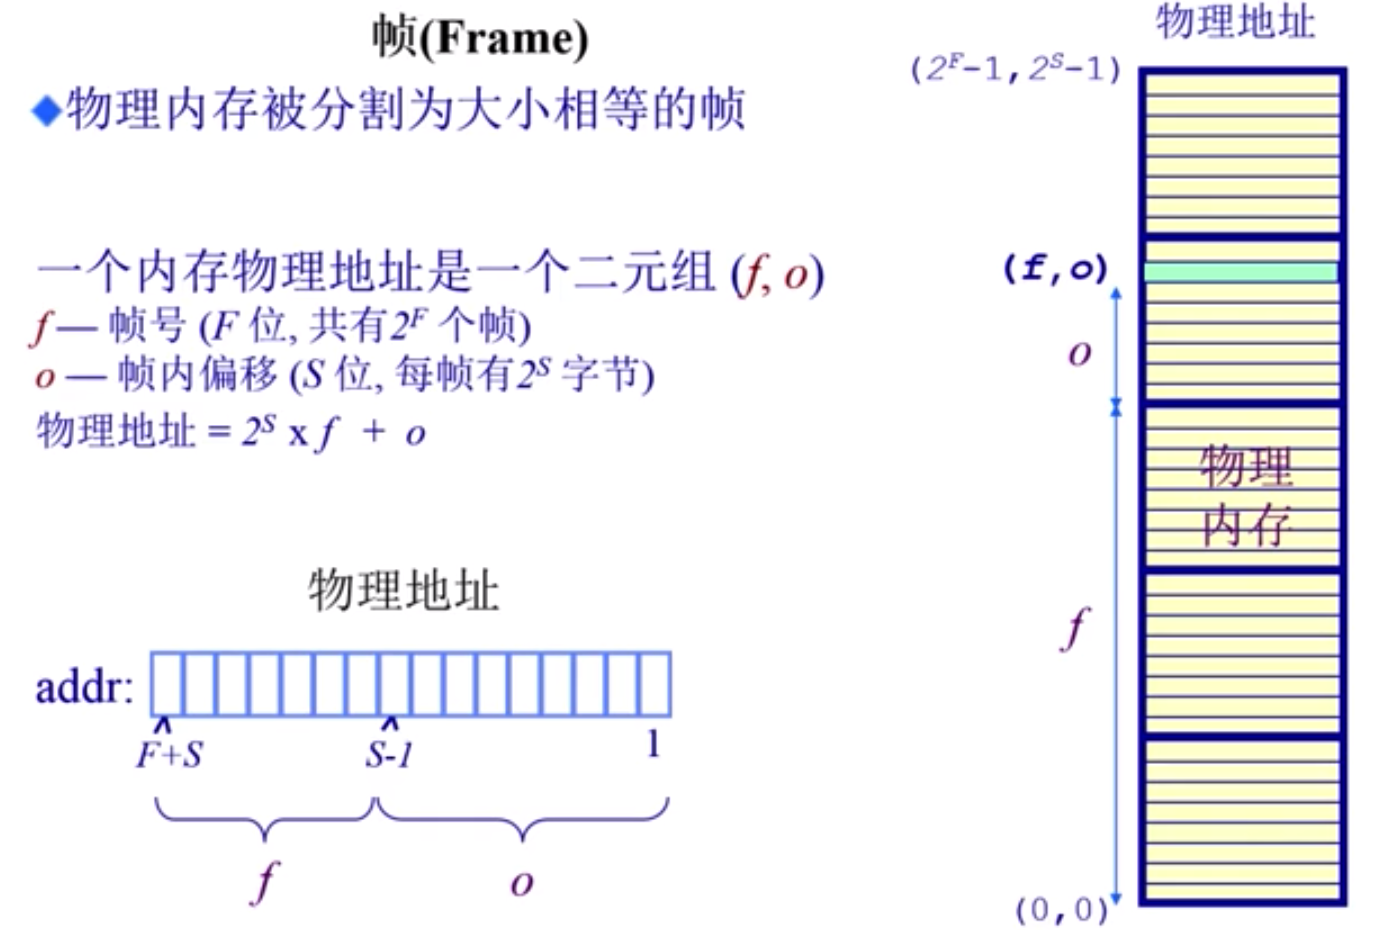 帧(Frame)
◆物理内存被分割为大小相等的帧
一个内存物理地址是一个二元组 (f, o)
f — 帧号 (F 位, 共有2^F 个帧)
o — 帧内偏移 (S 位, 每帧有2^S 字节)
物理地址 = 2^S x f + o
物理地址
addr:
F+S S-1 1
f o
物理地址
(2^F-1, 2^S-1)
(f,o)
o
物理
内存
f
(0,0)